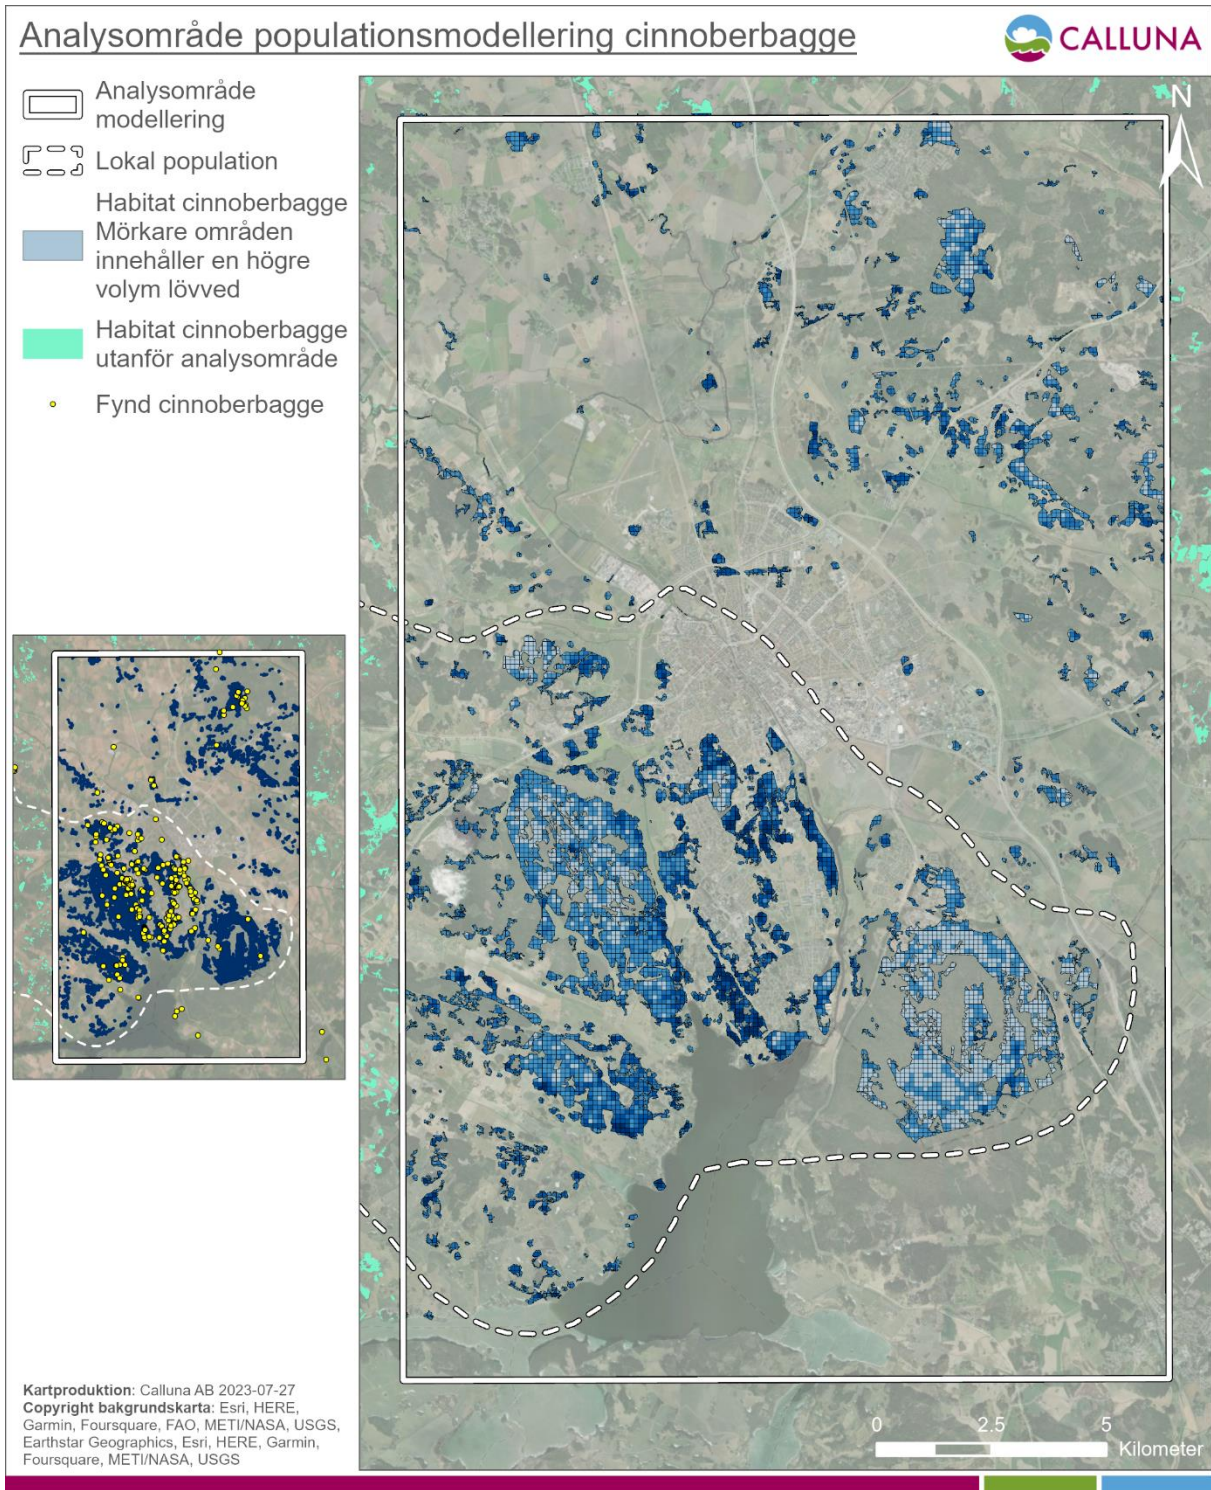 Analysområde populationsmodellering cinnoberbagge
CALLUNA
Analysområde
modellering
Lokal population
Habitat cinnoberbagge
Mörkare områden
innehåller en högre
volym lövved
Habitat cinnoberbagge
utanför analysområde
Fynd cinnoberbagge
N
Kartproduktion: Calluna AB 2023-07-27
Copyright bakgrundskarta: Esri, HERE,
Garmin, Foursquare, FAO, METI/NASA, USGS,
Earthstar Geographics, Esri, HERE, Garmin,
Foursquare, METI/NASA, USGS
0 2.5 5
Kilometer